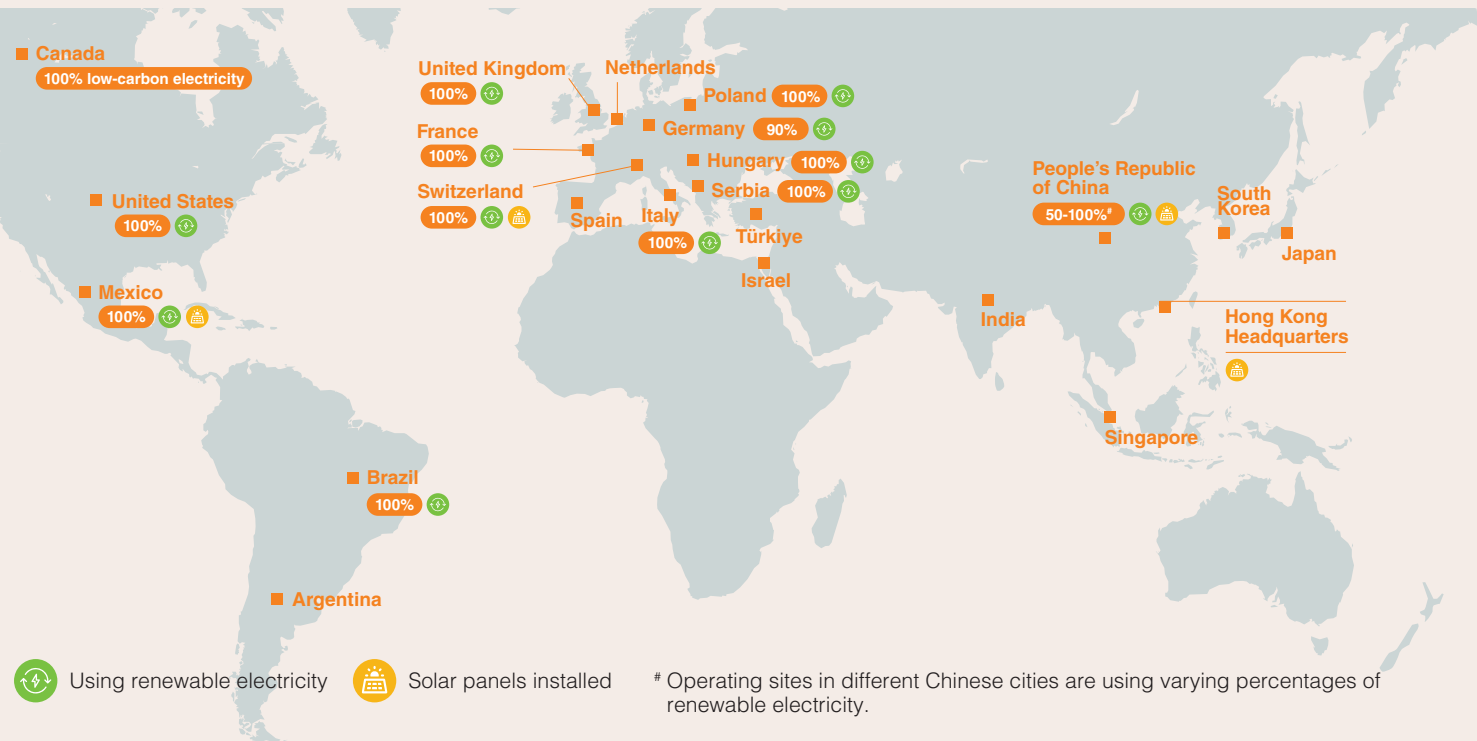 Canada
100% low-carbon electricity
United States
100%
Mexico
100%
Brazil
100%
Argentina
United Kingdom
100%
Netherlands
France
100%
Switzerland
100%
Poland 100%
Germany 90%
Hungary 100%
Serbia 100%
Spain
Italy
100%
Türkiye
Israel
People's Republic
of China
50-100%#
South
Korea
Japan
India
Hong Kong
Headquarters
Singapore
Using renewable electricity
Solar panels installed
# Operating sites in different Chinese cities are using varying percentages of
renewable electricity.